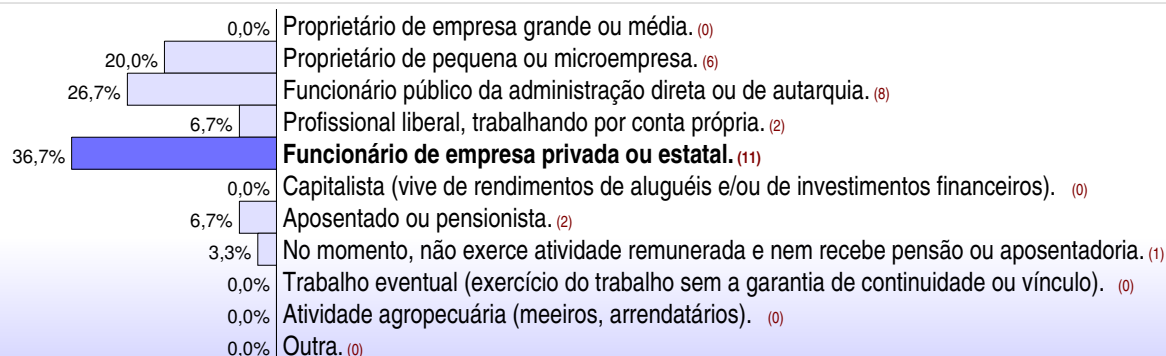 0,0% Proprietário de empresa grande ou média. (0)
20,0% Proprietário de pequena ou microempresa. (6)
26,7% Funcionário público da administração direta ou de autarquia. (8)
6,7% Profissional liberal, trabalhando por conta própria. (2)
36,7% Funcionário de empresa privada ou estatal. (11)
0,0% Capitalista (vive de rendimentos de aluguéis e/ou de investimentos financeiros). (0)
6,7% Aposentado ou pensionista. (2)
3,3% No momento, não exerce atividade remunerada e nem recebe pensão ou aposentadoria. (1)
0,0% Trabalho eventual (exercício do trabalho sem a garantia de continuidade ou vínculo). (0)
0,0% Atividade agropecuária (meeiros, arrendatários). (0)
0,0% Outra. (0)